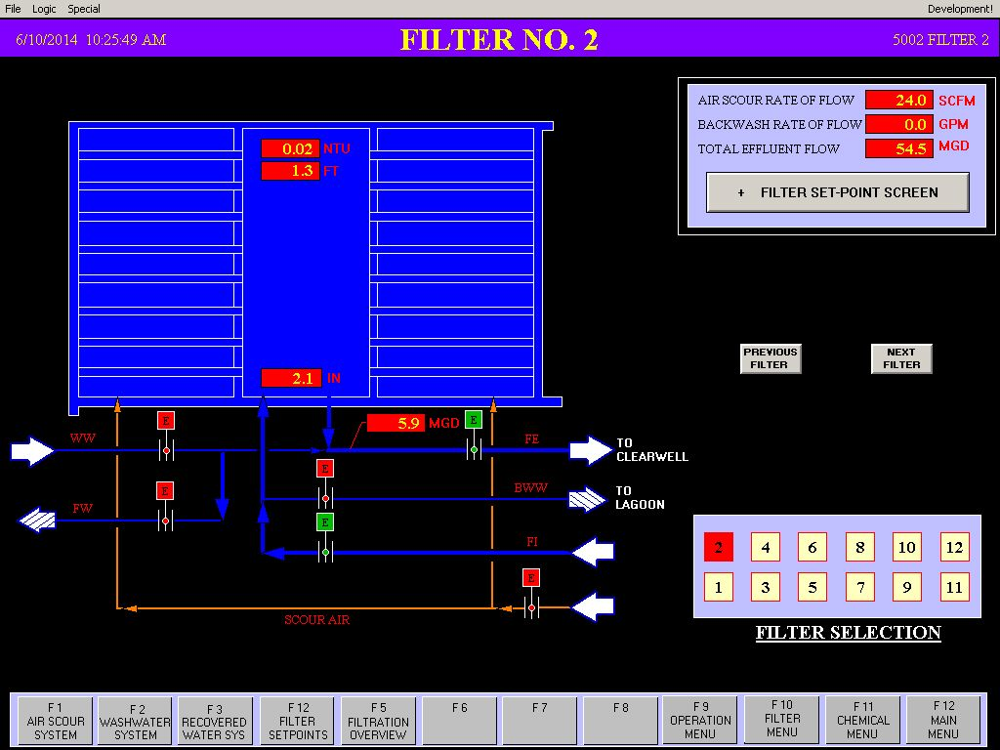 File Logic Special Development!
6/10/2014 10:25:49 AM FILTER NO. 2 5002 FILTER 2
AIR SCOUR RATE OF FLOW 24.0 SCFM
BACKWASH RATE OF FLOW 0.0 GPM
TOTAL EFFLUENT FLOW 54.5 MGD
+ FILTER SET-POINT SCREEN
0.02 NTU
1.3 FT
PREVIOUS
FILTER
NEXT
FILTER
2.1 IN
E
5.9 MGD
E
WW
FE
TO
CLEARWELL
E
E
FW
BWW
TO
LAGOON
E
FI
E
SCOUR AIR
2 4 6 8 10 12
1 3 5 7 9 11
FILTER SELECTION
F 1
AIR SCOUR
SYSTEM
F 2
WASHWATER
SYSTEM
F 3
RECOVERED
WATER SYS
F 12
FILTER
SETPOINTS
F 5
FILTRATION
OVERVIEW
F 6
F 7
F 8
F 9
OPERATION
MENU
F 10
FILTER
MENU
F 11
CHEMICAL
MENU
F 12
MAIN
MENU